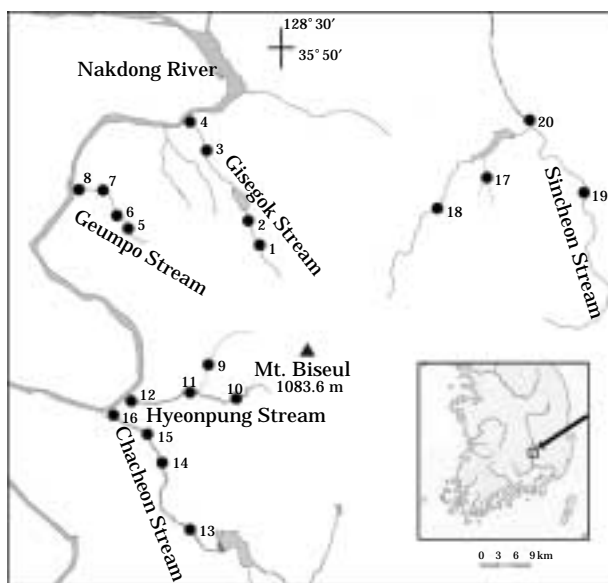 128°30′
35°50′
Nakdong River
4
3
20
8
7
17
19
6
5
18
2
1
Gisegok Stream
Geumpo Stream
Sincheon Stream
9
Mt. Biseul
1083.6 m
11
10
12
16
Hyeonpung Stream
15
14
Chacheon Stream
13
0 3 6 9 km